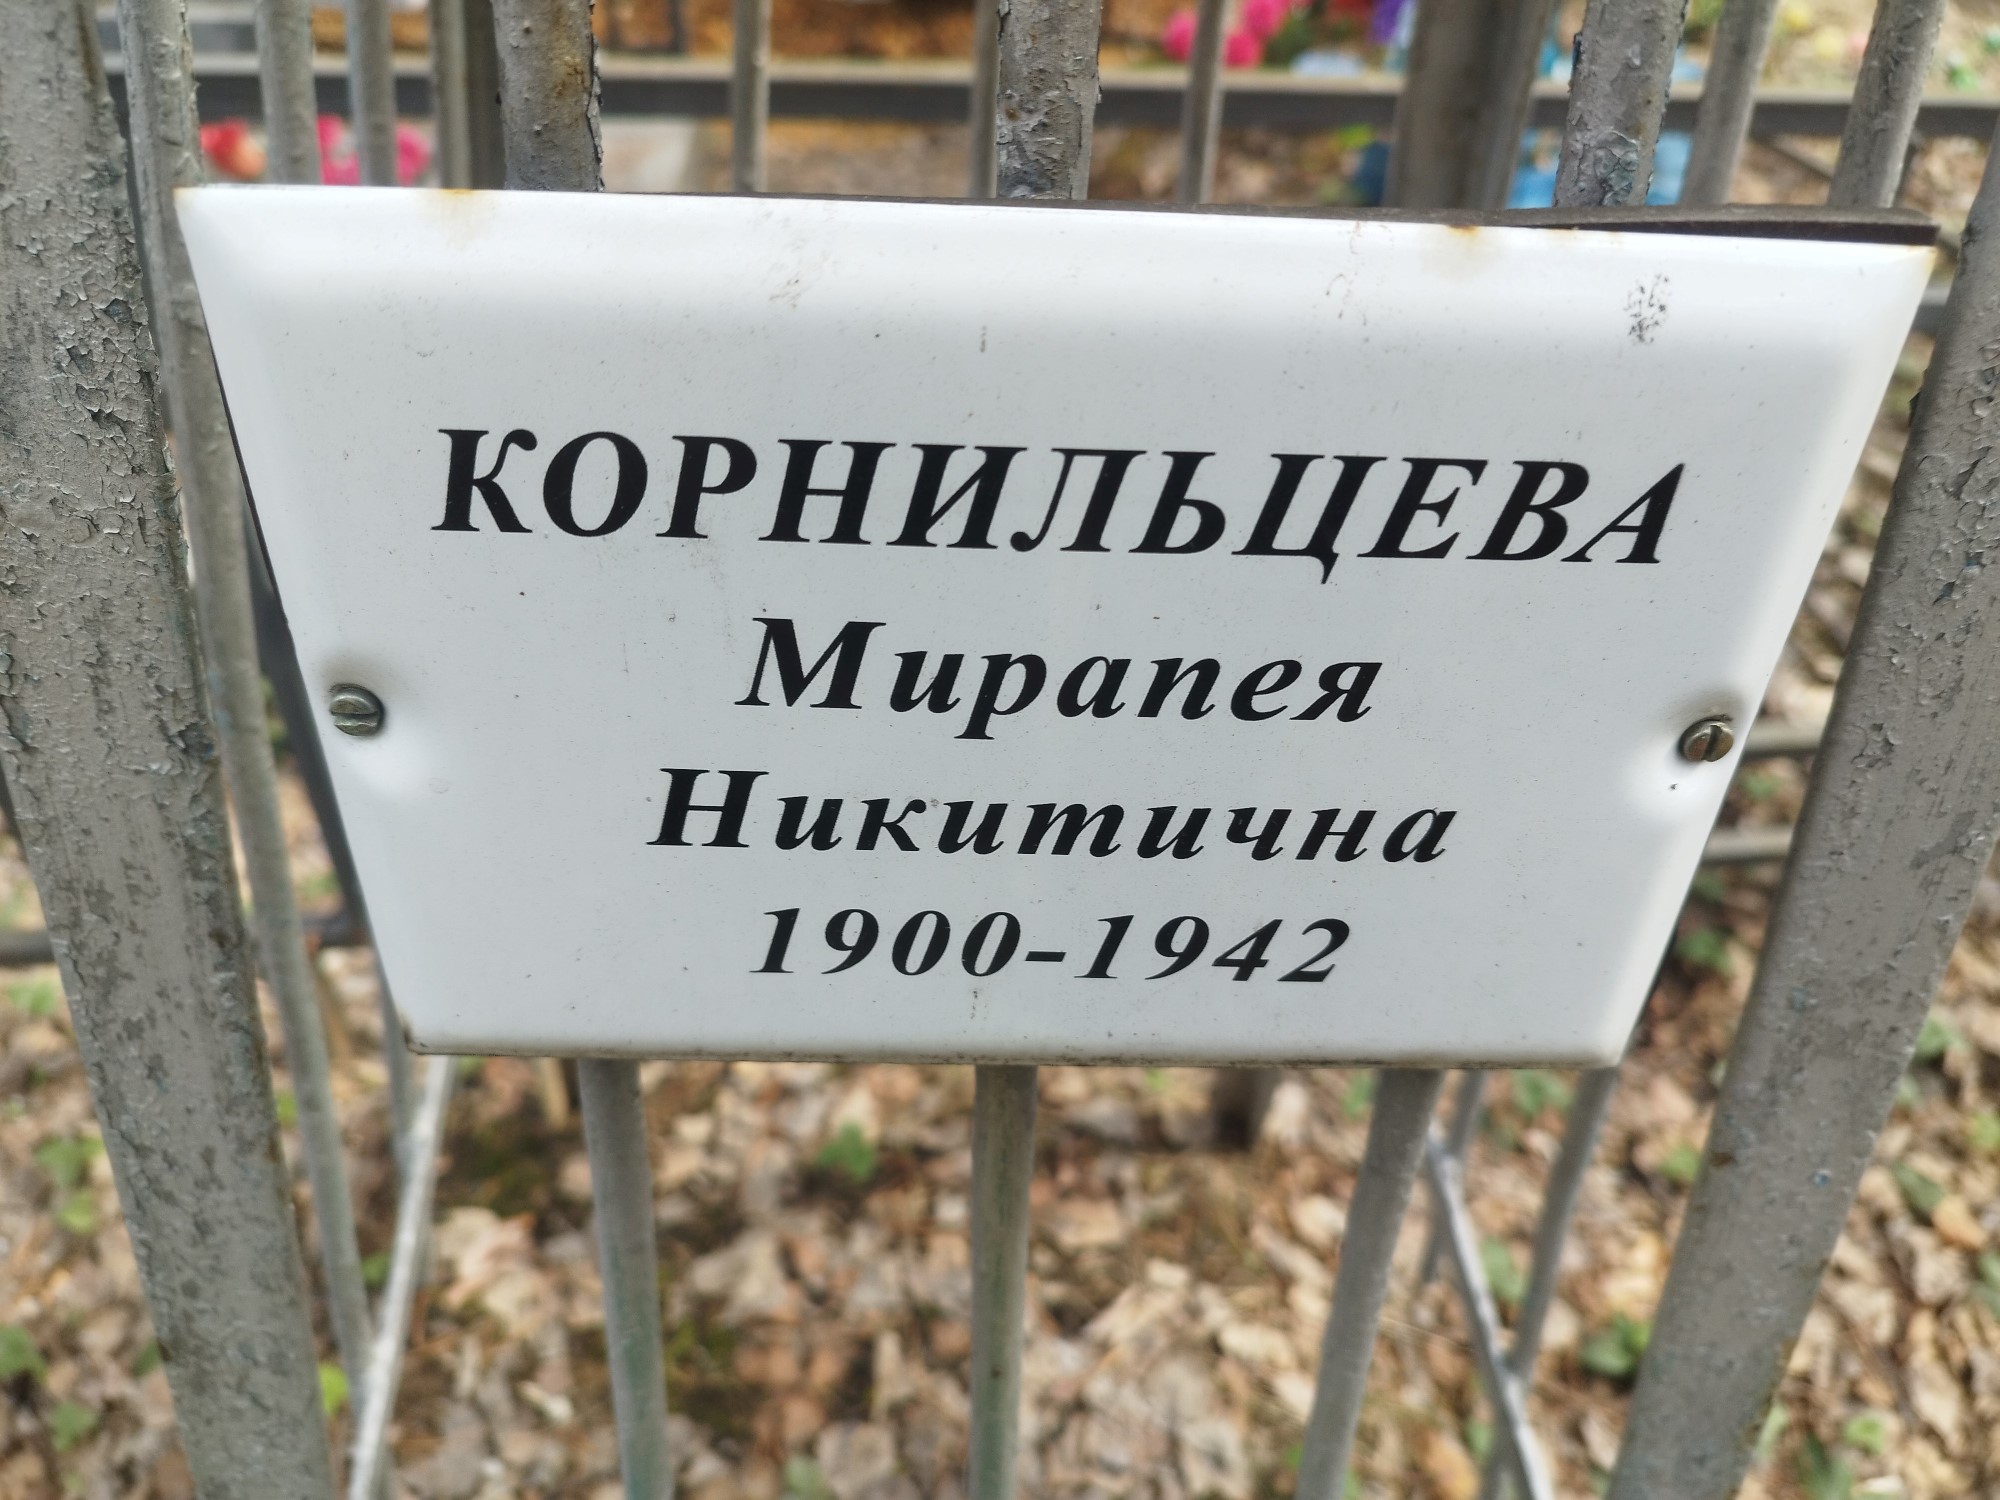 КОРНИЛЬЦЕВА
Мирапея
Никитична
1900-1942